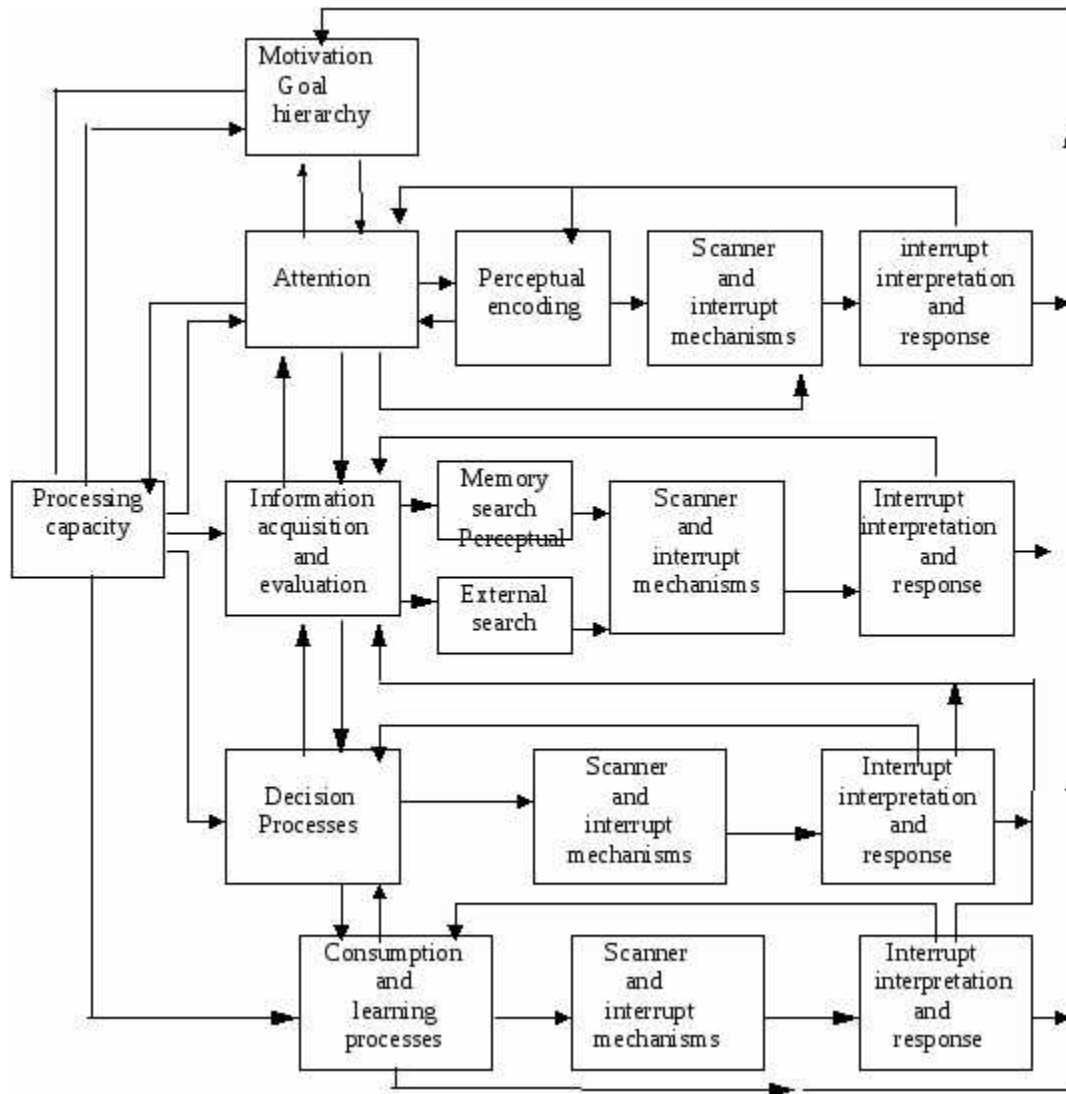 Motivation
Goal
hierarchy
Attention
Perceptual
encoding
Scanner
and
interrupt
mechanisms
interrupt
interpretation
and
response
Processing
capacity
Information
acquisition
and
evaluation
Memory
search
Perceptual
External
search
Scanner
and
interrupt
mechanisms
Interrupt
interpretation
and
response
Decision
Processes
Scanner
and
interrupt
mechanisms
Interrupt
interpretation
and
response
Consumption
and
learning
processes
Scanner
and
interrupt
mechanisms
Interrupt
interpretation
and
response